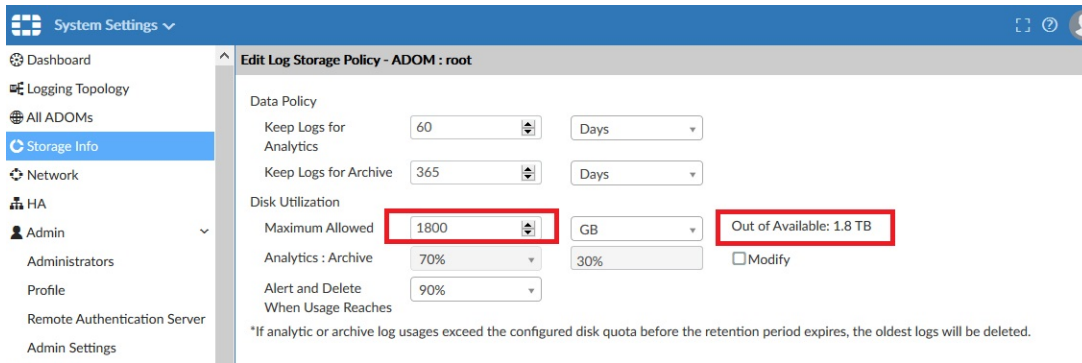 System Settings
Dashboard
Logging Topology
All ADOMs
Storage Info
Network
HA
Admin
Administrators
Profile
Remote Authentication Server
Admin Settings
Edit Log Storage Policy - ADOM : root
Data Policy
Keep Logs for Analytics 60 Days
Keep Logs for Archive 365 Days
Disk Utilization
Maximum Allowed 1800 GB Out of Available: 1.8 TB
Analytics : Archive 70% 30% Modify
Alert and Delete When Usage Reaches 90%
*If analytic or archive log usages exceed the configured disk quota before the retention period expires, the oldest logs will be deleted.